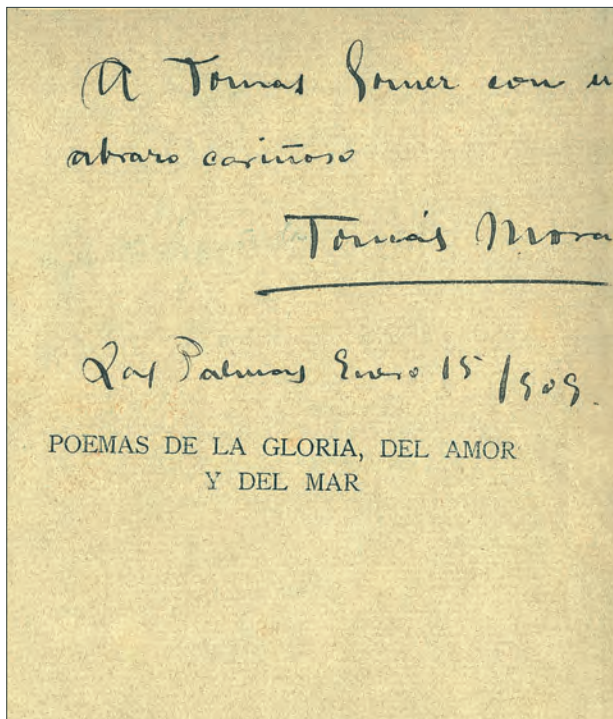 A Tomas Gomez con u
abrazo cariñoso
Tomás Mora
Las Palmas Enero 15/909.
POEMAS DE LA GLORIA, DEL AMOR
Y DEL MAR